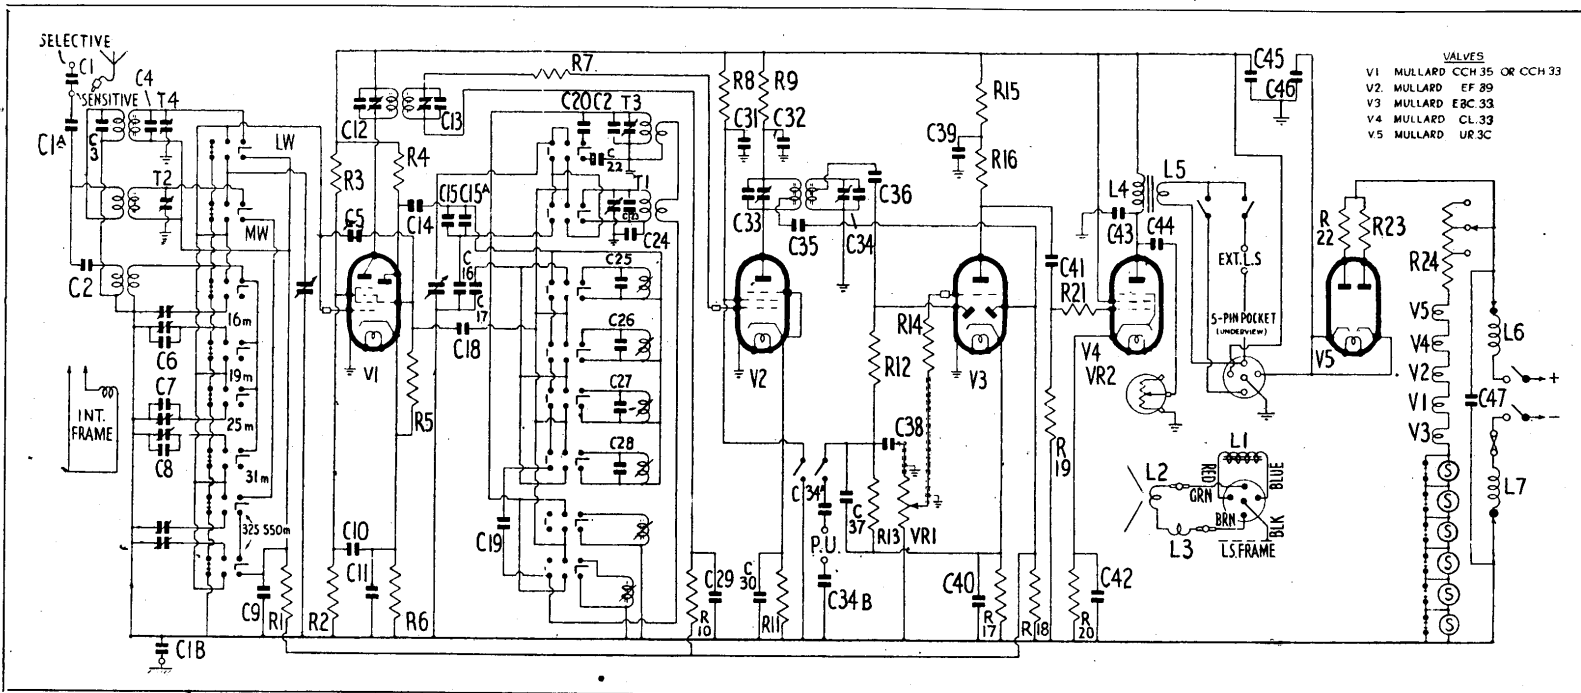 SELECTIVE
C1
SENSITIVE
C4
T4
C1A
C3
LW
T2
MW
C2
16m
C6
19m
C7
25m
C8
31m
325 550m
INT.
FRAME
C9
R1
C1B
R2
C10
C11
R6
R3
R4
C5
V1
R5
C12
C13
C14
C15
C15A
C16
C17
C18
R7
C20
C2
T3
C22
T1
C24
C25
C26
C27
C28
C19
R10
C29
R8
R9
C31
C32
C33
C35
C34
C36
V2
C30
R11
C34A
P.U.
C34B
C37
R12
R13
C38
VR1
R14
R15
C39
R16
V3
C40
R17
R18
C41
R21
R19
R20
C42
L4
L5
C43
C44
V4
VR2
EXT.L.S
5-PIN POCKET
(UNDERVIEW)
L1
L2
RED
GRN
BRN
BLUE
BLK
L3
L.S.FRAME
C45
C46
V5
R22
R23
R24
V5
V4
V2
V1
V3
S
S
S
S
S
S
C47
L6
+
−
L7
VALVES
V1 MULLARD CCH 35 OR CCH 33
V2. MULLARD EF 39
V3 MULLARD EBC.33
V4 MULLARD CL.33
V.5 MULLARD UR.3C